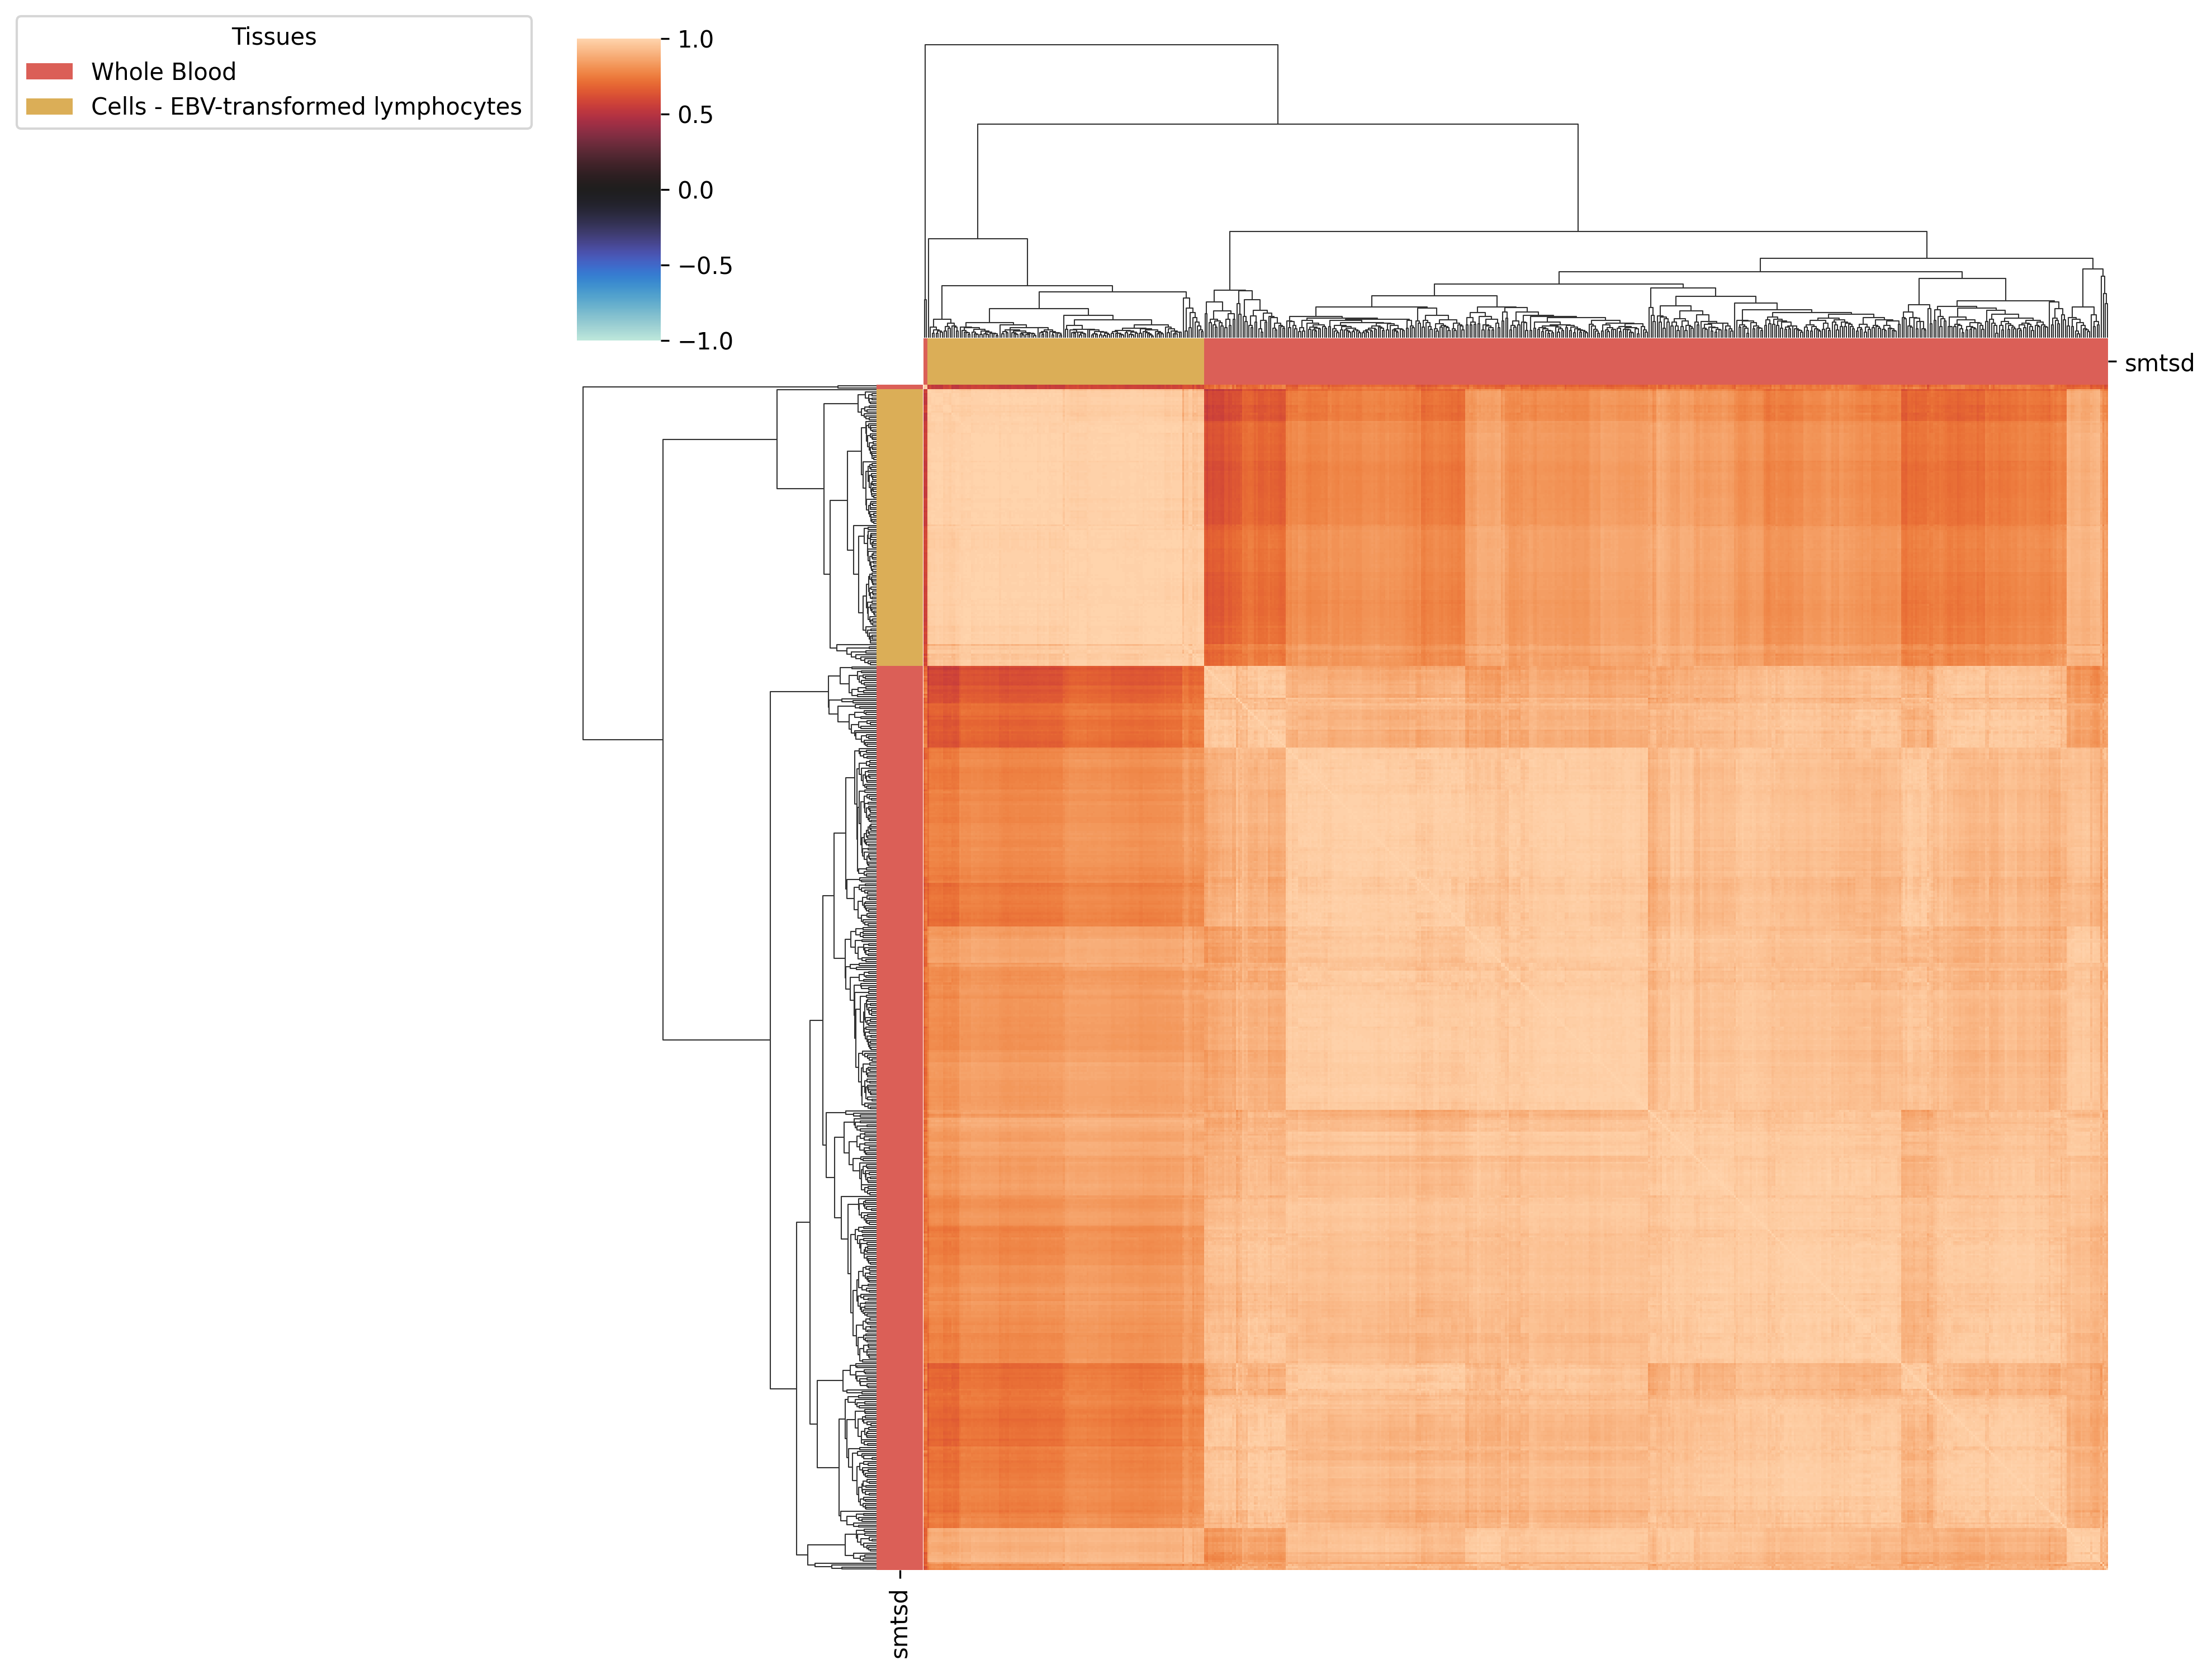 Tissues
Whole Blood
Cells - EBV-transformed lymphocytes
1.0
0.5
0.0
−0.5
−1.0
smtsd
smtsd